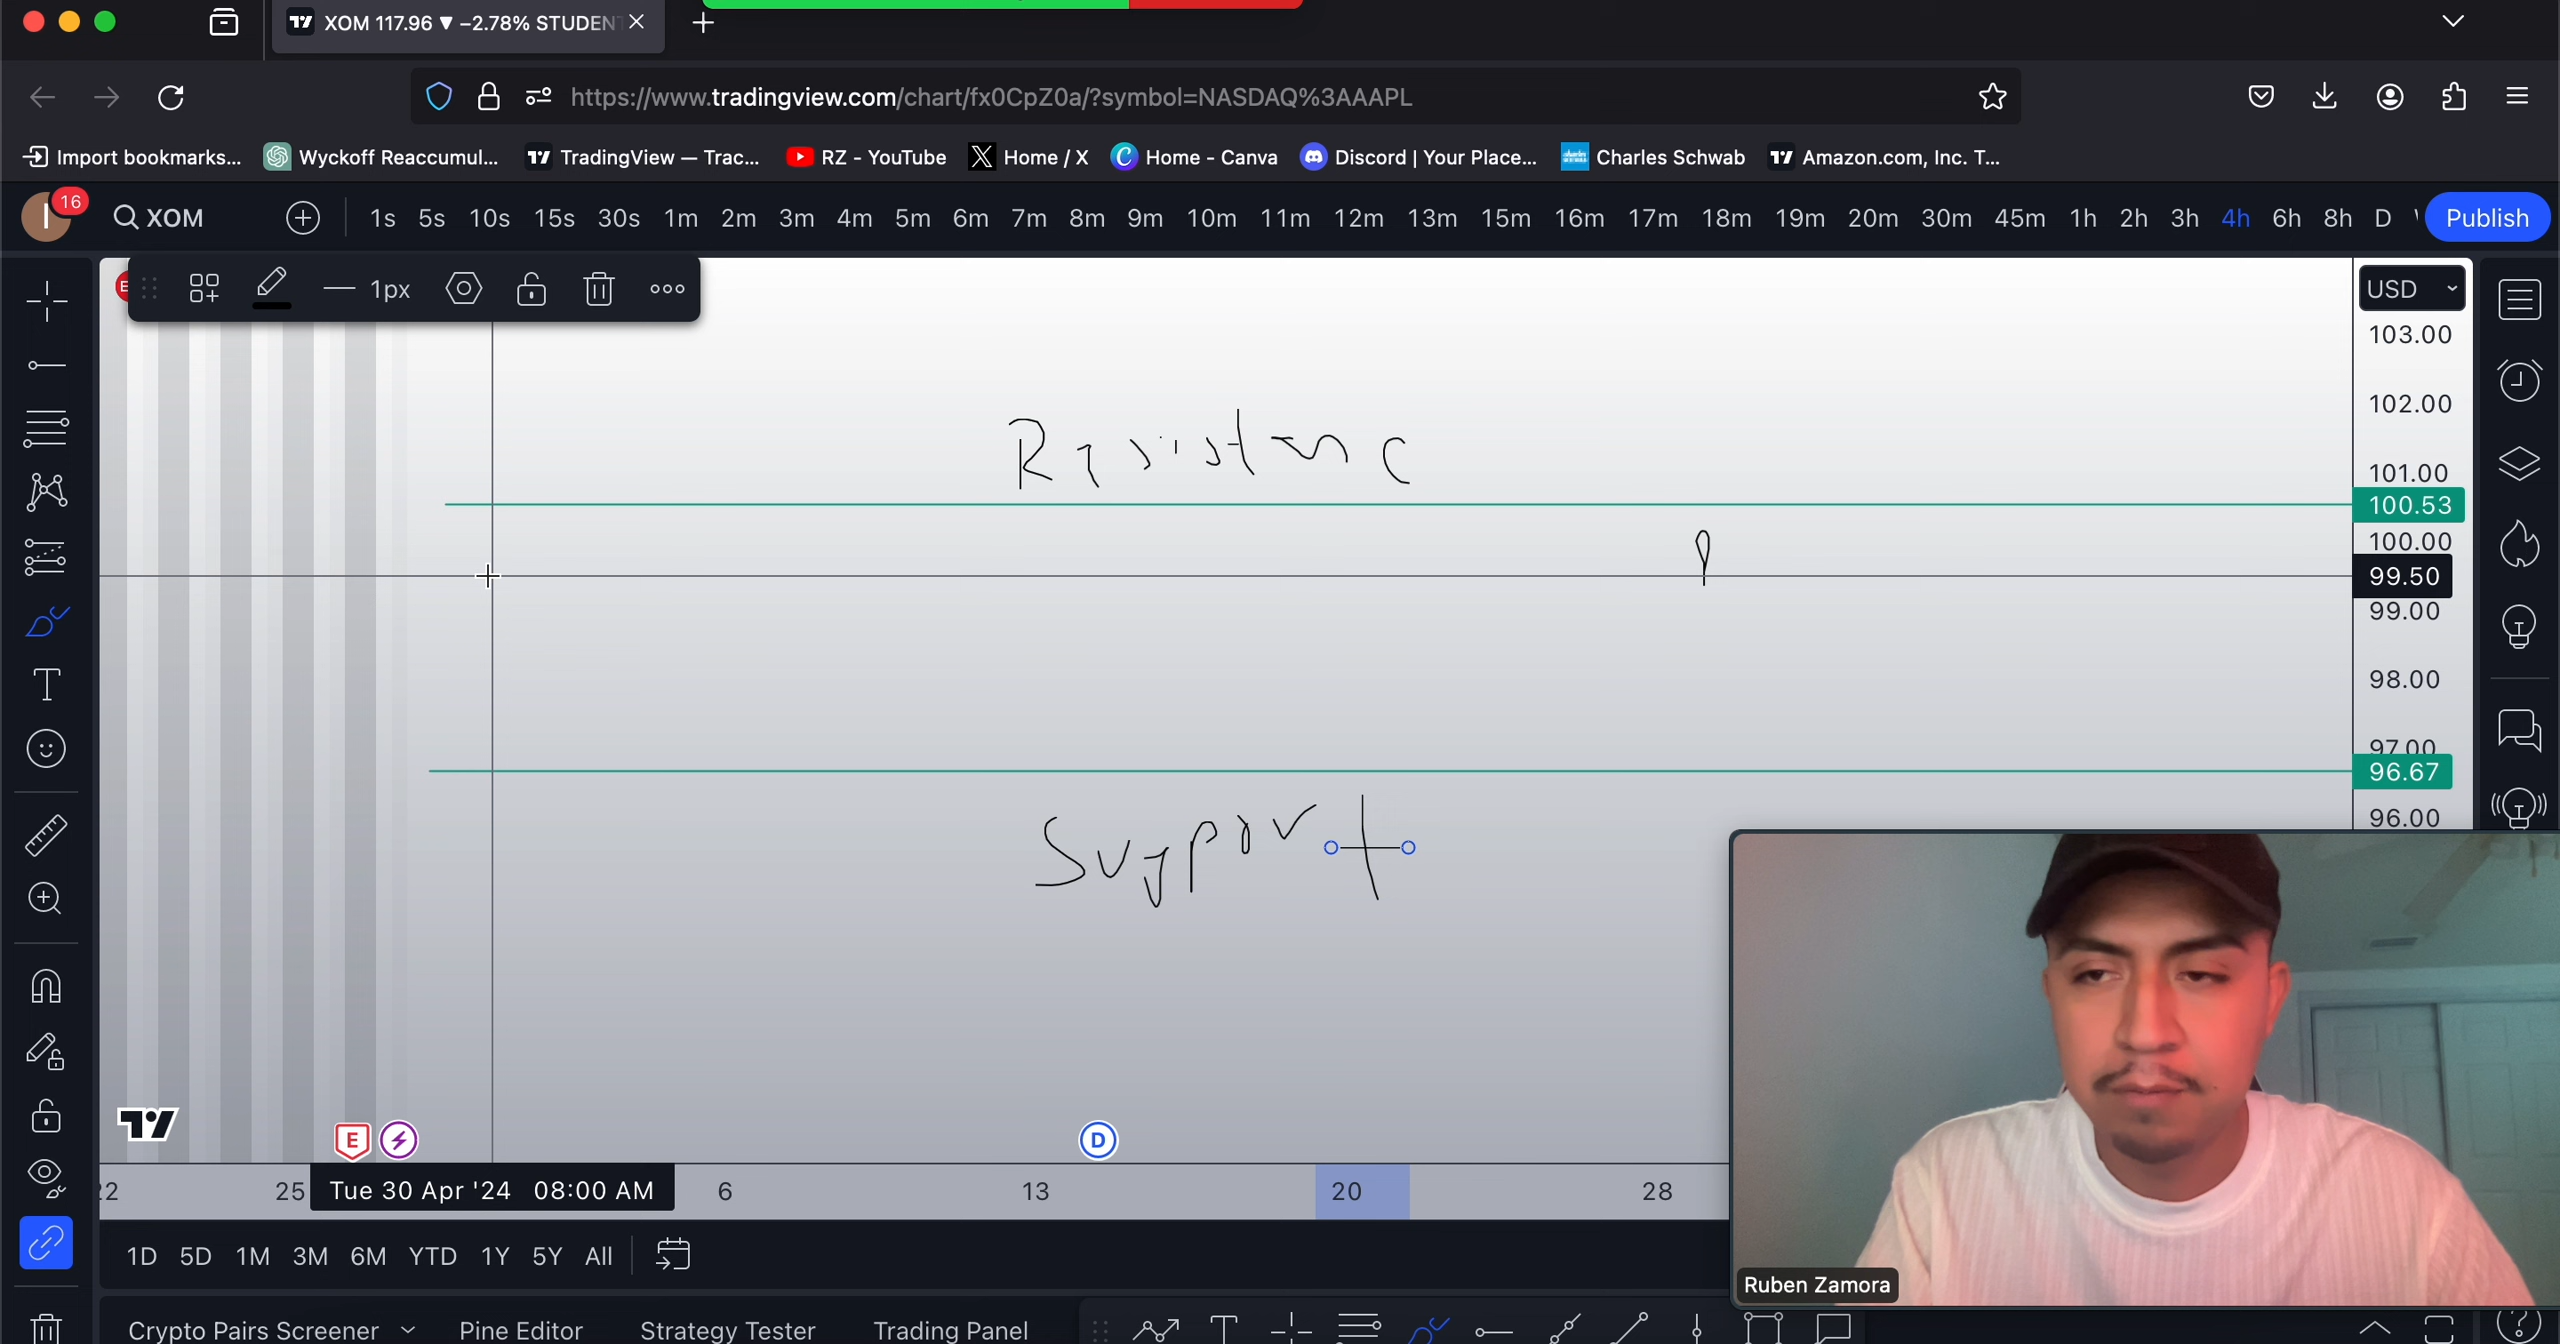 XOM 117.96 ▼ −2.78% STUDEN
https://www.tradingview.com/chart/fx0CpZ0a/?symbol=NASDAQ%3AAAPL
Import bookmarks... Wyckoff Reaccumul... TradingView — Trac... RZ - YouTube Home / X Home - Canva Discord | Your Place... Charles Schwab Amazon.com, Inc. T...
I 16 XOM 1s 5s 10s 15s 30s 1m 2m 3m 4m 5m 6m 7m 8m 9m 10m 11m 12m 13m 15m 16m 17m 18m 19m 20m 30m 45m 1h 2h 3h 4h 6h 8h D Publish
E 1px USD
103.00
102.00
Resistanc
101.00
100.53
100.00
99.50
99.00
98.00
97.00
96.67
96.00
Support
E D
25 Tue 30 Apr '24 08:00 AM 6 13 20 28
1D 5D 1M 3M 6M YTD 1Y 5Y All
Ruben Zamora
Crypto Pairs Screener Pine Editor Strategy Tester Trading Panel